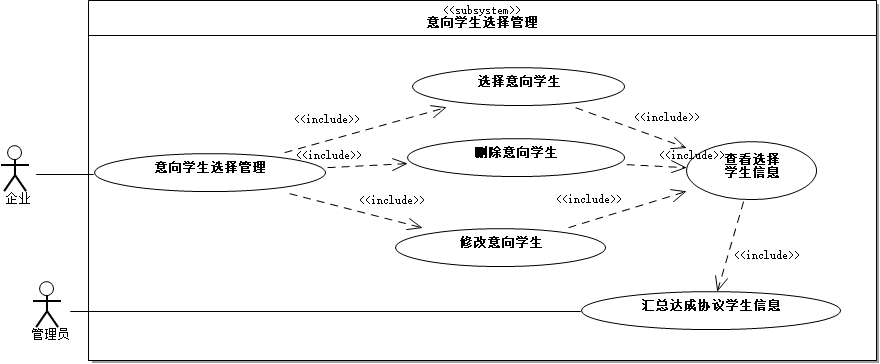 <<subsystem>>
意向学生选择管理
选择意向学生
<<include>>
<<include>>
<<include>>
删除意向学生
<<include>>
查看选择
学生信息
意向学生选择管理
企业
<<include>>
<<include>>
修改意向学生
<<include>>
管理员
汇总达成协议学生信息